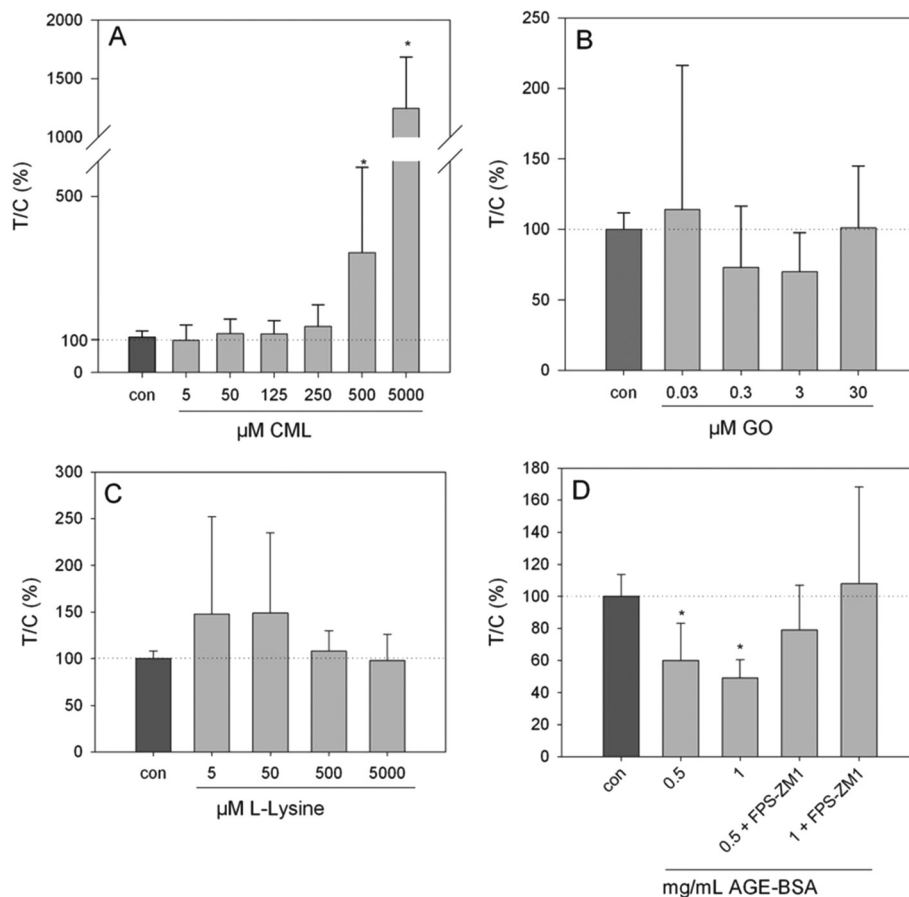 A
T/C (%)
2000
1500
1000
500
100
0
*
*
con 5 50 125 250 500 5000
µM CML
B
T/C (%)
250
200
150
100
50
0
con 0.03 0.3 3 30
µM GO
C
T/C (%)
300
250
200
150
100
50
0
con 5 50 500 5000
µM L-Lysine
D
T/C (%)
180
160
140
120
100
80
60
40
20
0
*
*
con 0.5 1 0.5 + FPS-ZM1 1 + FPS-ZM1
mg/mL AGE-BSA